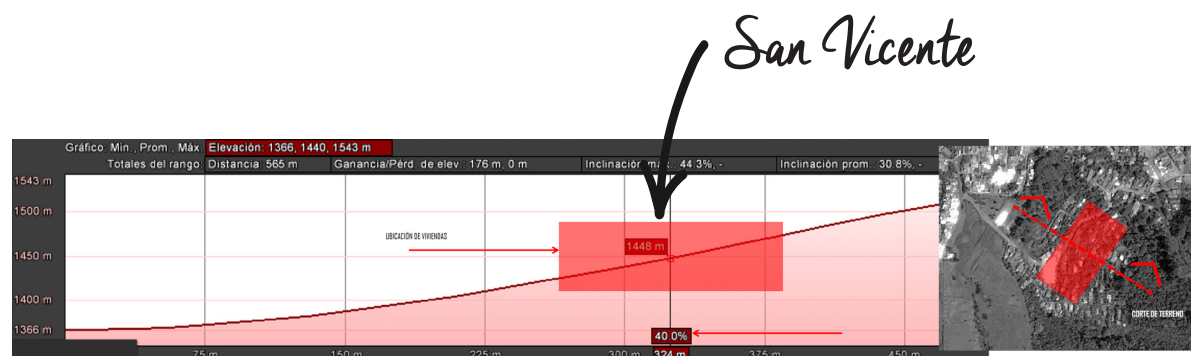 San Vicente
Gráfico: Min., Prom., Máx. Elevación: 1366, 1440, 1543 m
Totales del rango: Distancia: 565 m Ganancia/Pérd. de elev.: 176 m, 0 m Inclinación máx.: 44.3%, - Inclinación prom.: 30.8%, -
1543 m
1500 m
UBICACIÓN DE VIVIENDAS
1448 m
1450 m
1400 m
CORTE DE TERRENO
1366 m
40.0%
75 m 150 m 225 m 300 m 324 m 375 m 450 m